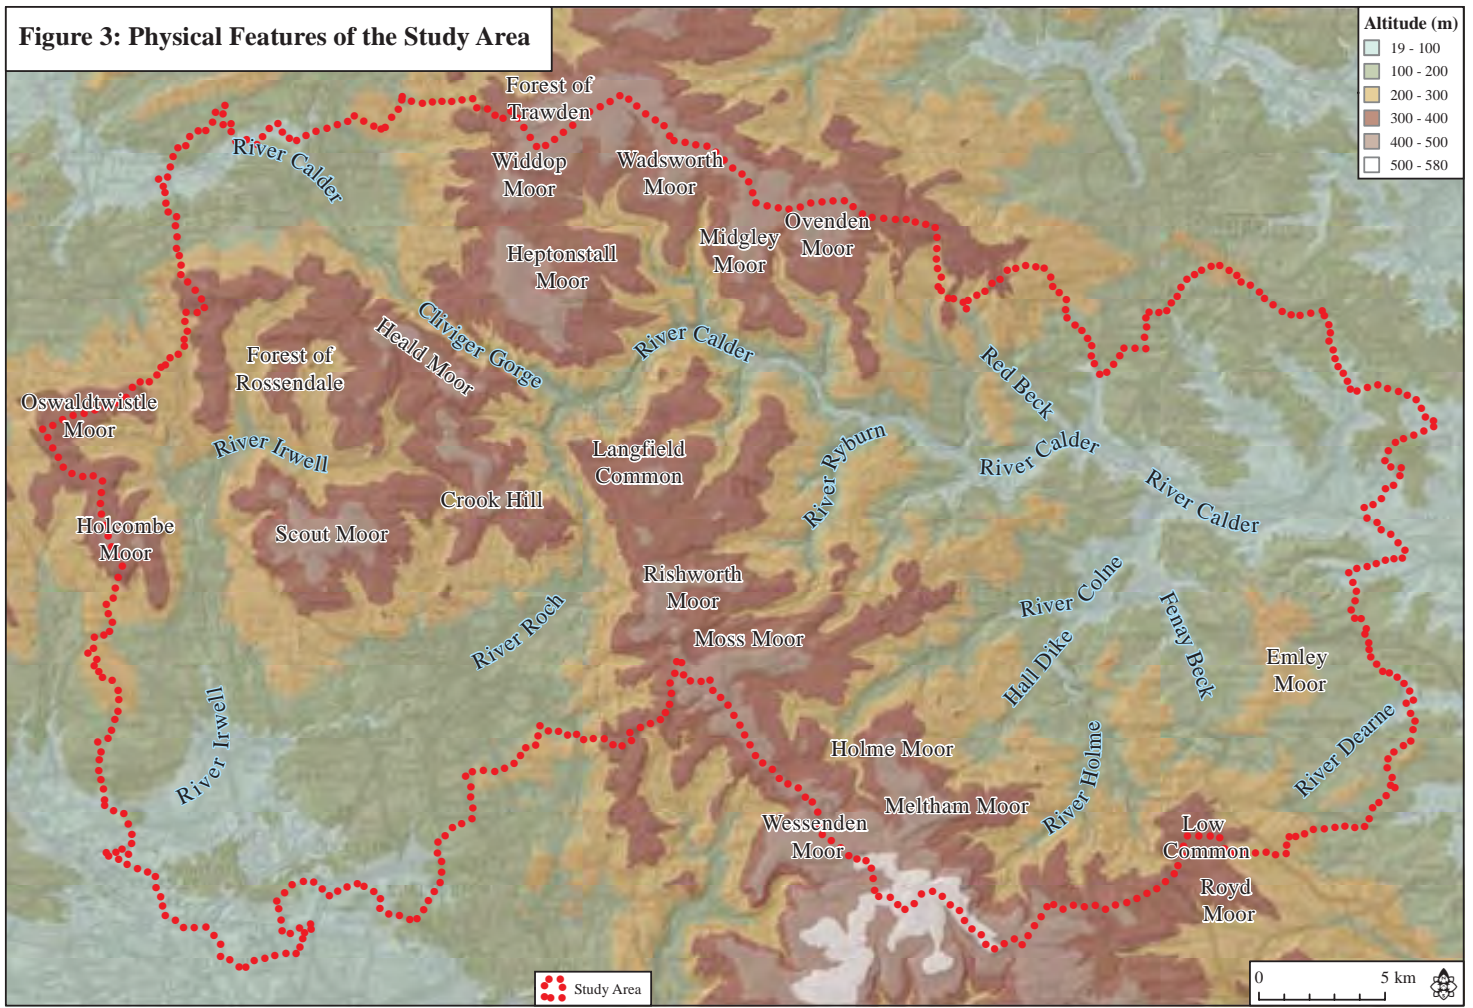 Figure 3: Physical Features of the Study Area
Altitude (m)
19 - 100
100 - 200
200 - 300
300 - 400
400 - 500
500 - 580
Forest of
Trawden
River Calder
Widdop
Moor
Wadsworth
Moor
Ovenden
Moor
Midgley
Moor
Heptonstall
Moor
Cliviger Gorge
Heald Moor
River Calder
Forest of
Rossendale
Red Beck
Oswaldtwistle
Moor
River Irwell
Langfield
Common
River Ryburn
River Calder
River Calder
Crook Hill
Holcombe
Moor
Scout Moor
Rishworth
Moor
River Colne
River Roch
Moss Moor
Fenay Beck
Hall Dike
Emley
Moor
River Irwell
Holme Moor
River Holme
River Dearne
Meltham Moor
Wessenden
Moor
Low
Common
Royd
Moor
Study Area
0 5 km